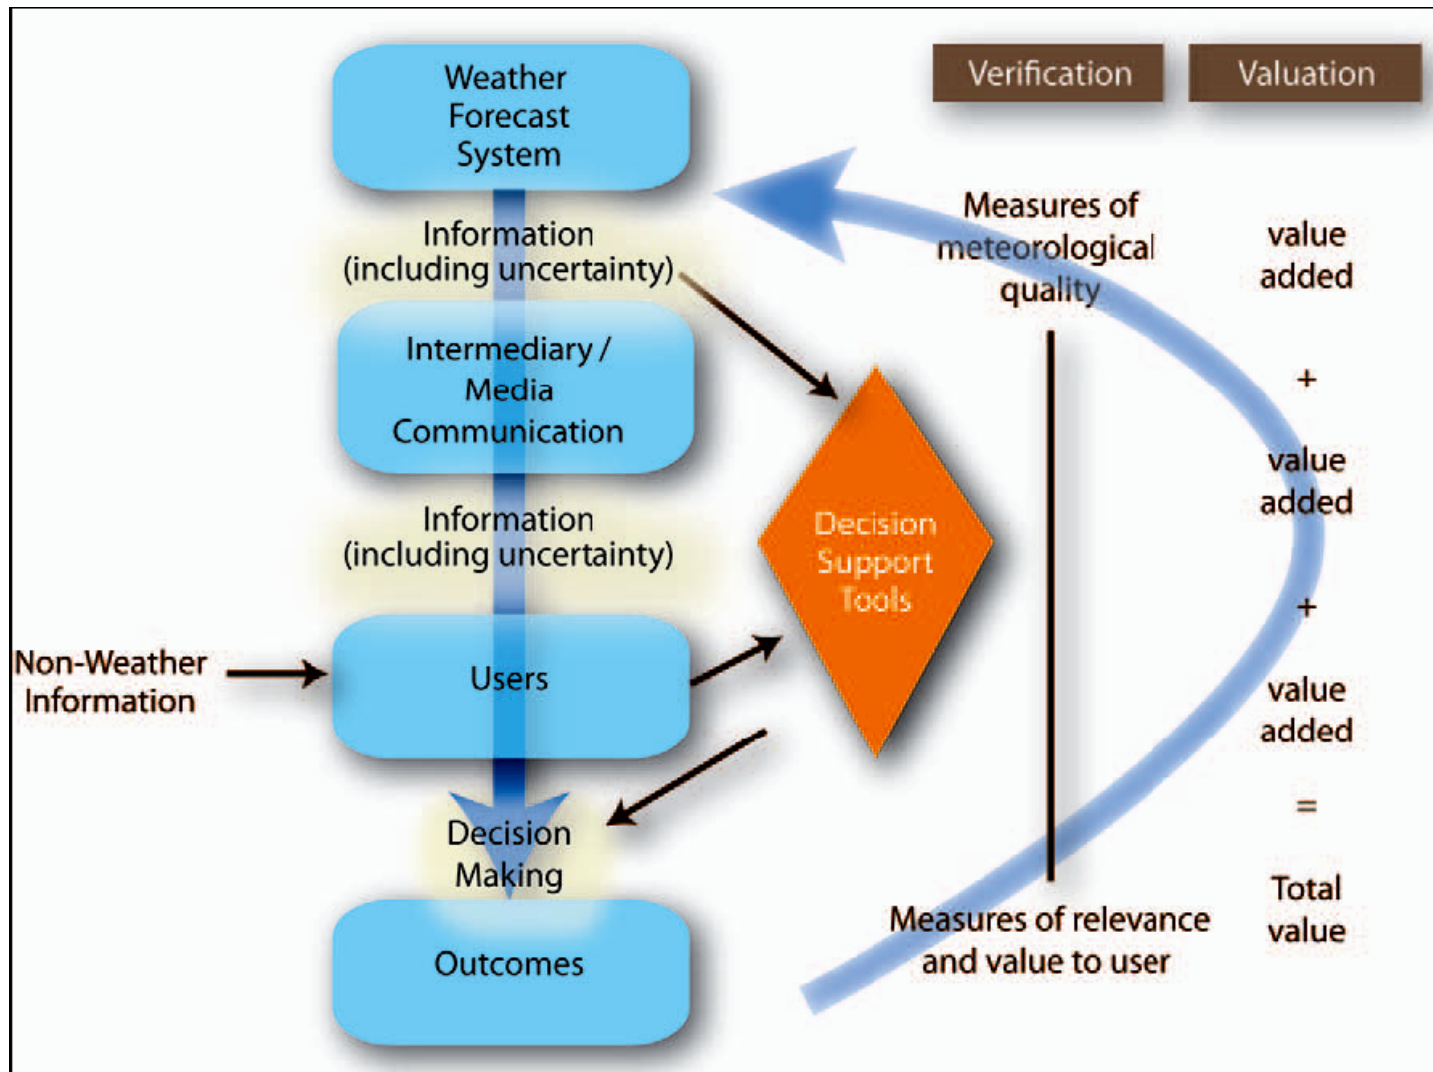 Weather
Forecast
System
Information
(including uncertainty)
Intermediary /
Media
Communication
Information
(including uncertainty)
Non-Weather
Information
Users
Decision
Making
Outcomes
Decision
Support
Tools
Verification
Measures of
meteorological
quality
Measures of relevance
and value to user
Valuation
value
added
+
value
added
+
value
added
=
Total
value